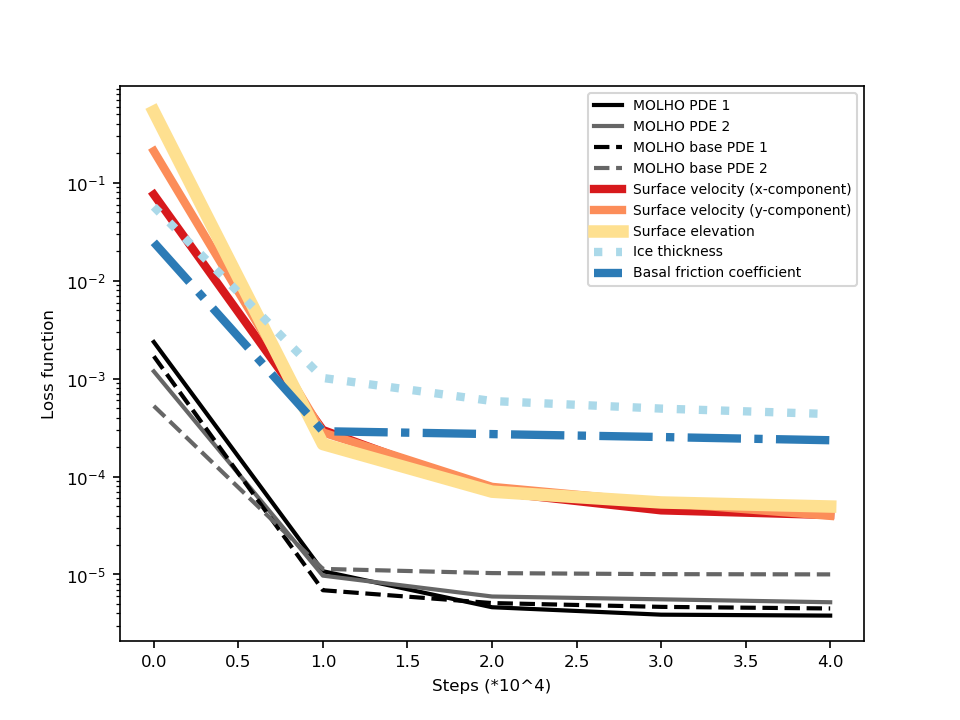 MOLHO PDE 1
MOLHO PDE 2
MOLHO base PDE 1
MOLHO base PDE 2
Surface velocity (x-component)
Surface velocity (y-component)
Surface elevation
Ice thickness
Basal friction coefficient
Loss function
10⁻¹
10⁻²
10⁻³
10⁻⁴
10⁻⁵
0.0 0.5 1.0 1.5 2.0 2.5 3.0 3.5 4.0
Steps (*10^4)